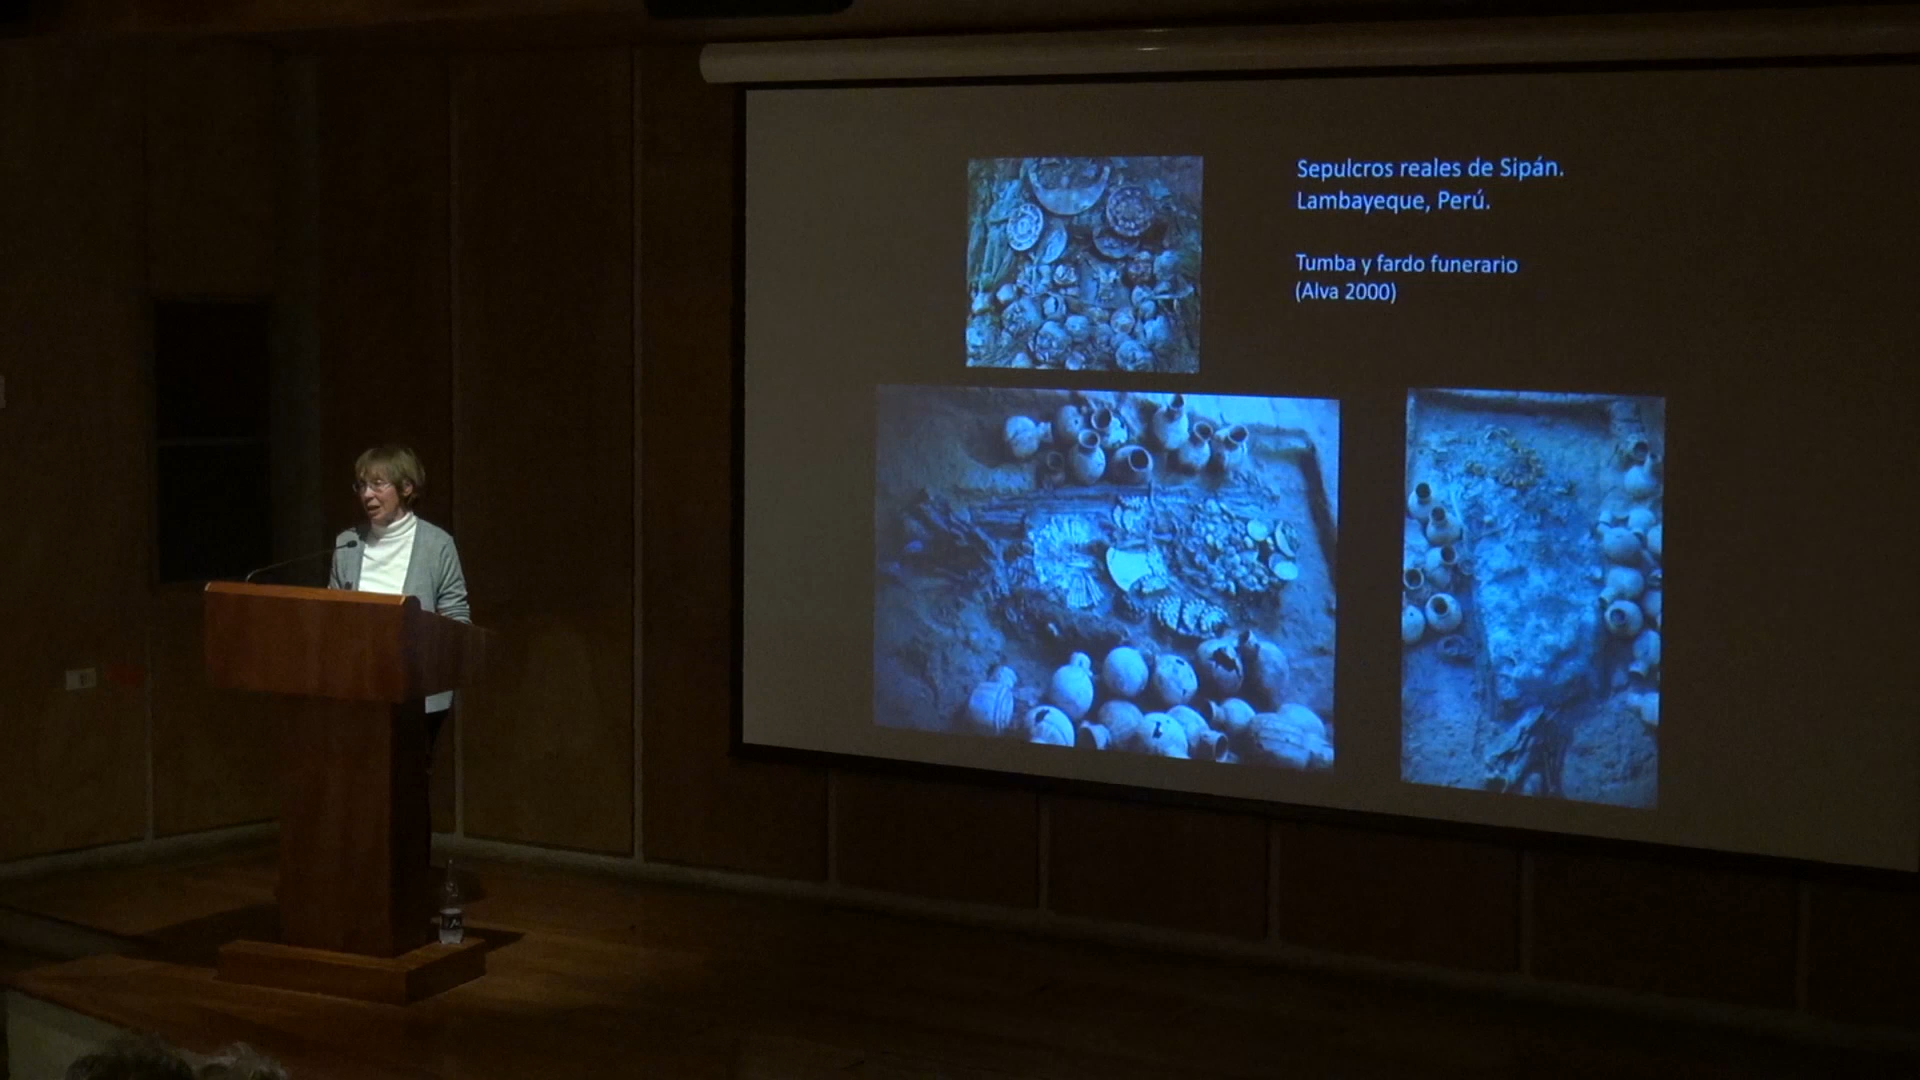 Sepulcros reales de Sipán.
Lambayeque, Perú.
Tumba y fardo funerario
(Alva 2000)